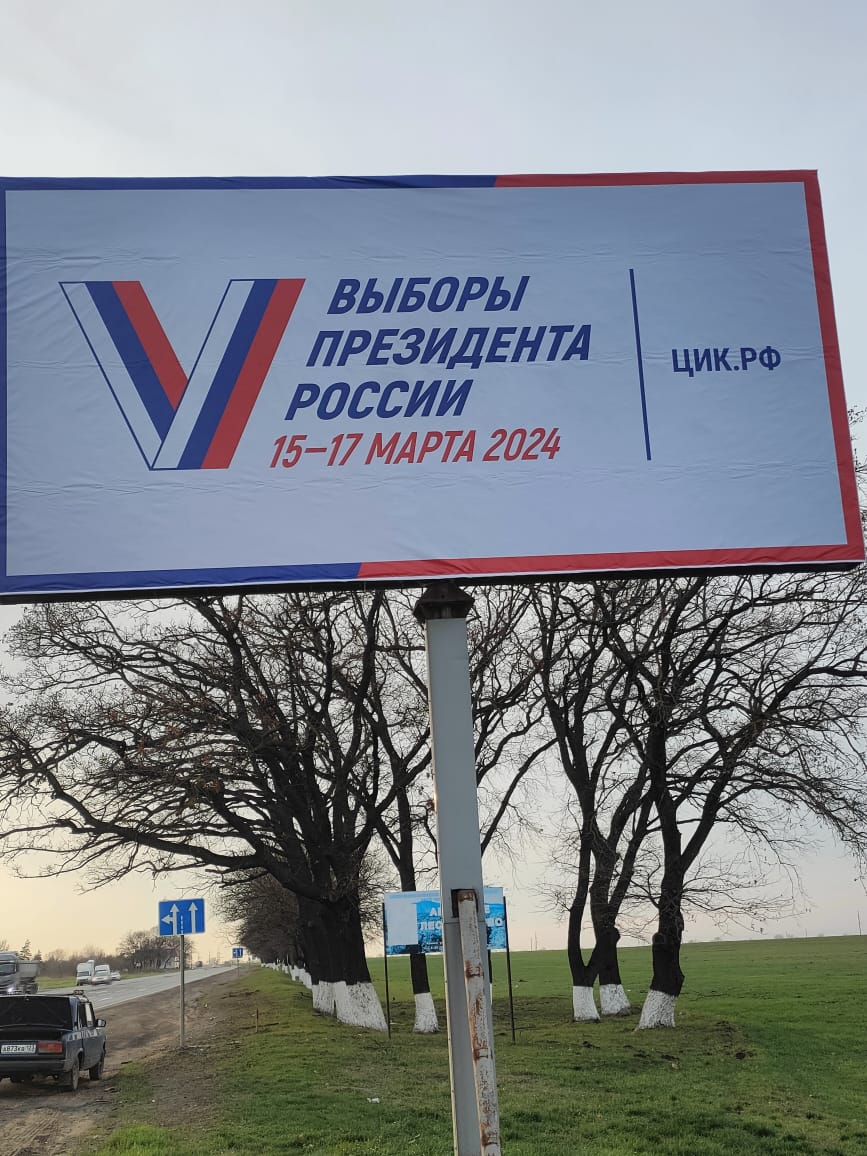 ВЫБОРЫ
ПРЕЗИДЕНТА
РОССИИ
15–17 МАРТА 2024
ЦИК.РФ